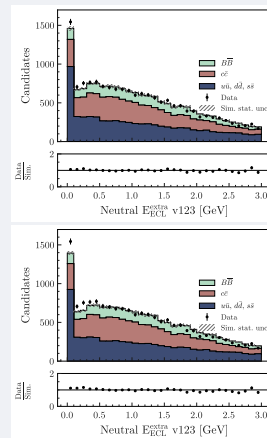 Candidates
1500
1000
500
0
BB̅
cc̅
uu̅, dd̅, ss̅
Data
Sim. stat. unc
Data
Sim.
2
1
0
0.0 0.5 1.0 1.5 2.0 2.5 3.0
Neutral E^extra_ECL v123 [GeV]
Candidates
1500
1000
500
0
BB̅
cc̅
uu̅, dd̅, ss̅
Data
Sim. stat. unc
Data
Sim.
2
0
0.0 0.5 1.0 1.5 2.0 2.5 3.0
Neutral E^extra_ECL v123 [GeV]